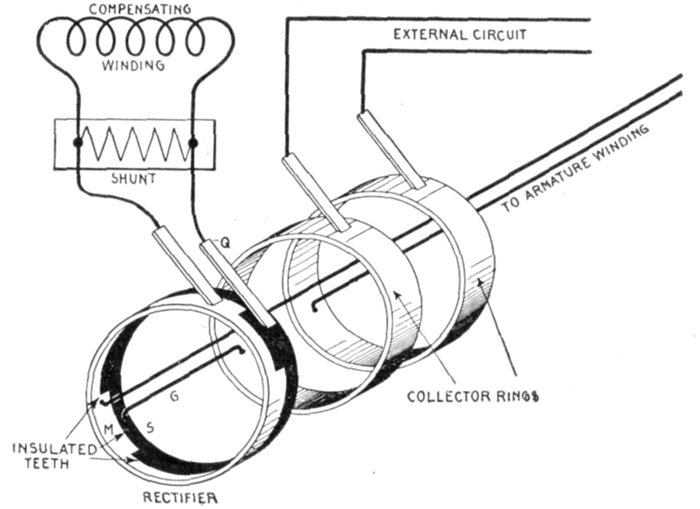 COMPENSATING
WINDING
EXTERNAL CIRCUIT
SHUNT
TO ARMATURE WINDING
Q
COLLECTOR RINGS
G
M
S
INSULATED
TEETH
RECTIFIER